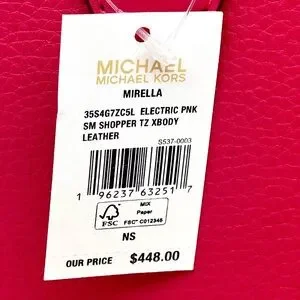 MICHAEL
MICHAEL KORS
MIRELLA
35S4G7ZC5L ELECTRIC PNK
SM SHOPPER TZ XBODY
LEATHER
S537-0003
1 96237 63251 7
FSC
MIX
Paper
FSC® C012345
NS
OUR PRICE $448.00